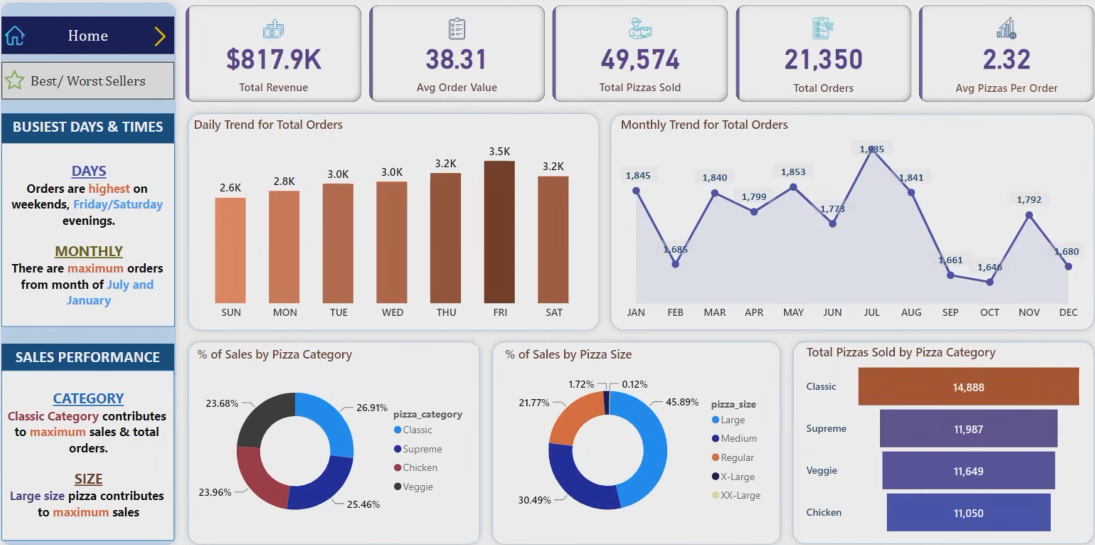 Home
Best/ Worst Sellers
BUSIEST DAYS & TIMES
DAYS
Orders are highest on
weekends, Friday/Saturday
evenings.
MONTHLY
There are maximum orders
from month of July and
January
SALES PERFORMANCE
CATEGORY
Classic Category contributes
to maximum sales & total
orders.
SIZE
Large size pizza contributes
to maximum sales
$817.9K
Total Revenue
38.31
Avg Order Value
49,574
Total Pizzas Sold
21,350
Total Orders
2.32
Avg Pizzas Per Order
Daily Trend for Total Orders
2.6K 2.8K 3.0K 3.0K 3.2K 3.5K 3.2K
SUN MON TUE WED THU FRI SAT
Monthly Trend for Total Orders
1,845 1,685 1,840 1,799 1,853 1,773 1,935 1,841 1,661 1,646 1,792 1,680
JAN FEB MAR APR MAY JUN JUL AUG SEP OCT NOV DEC
% of Sales by Pizza Category
23.68%
26.91%
23.96%
25.46%
pizza_category
Classic
Supreme
Chicken
Veggie
% of Sales by Pizza Size
1.72% 0.12%
21.77%
45.89%
30.49%
pizza_size
Large
Medium
Regular
X-Large
XX-Large
Total Pizzas Sold by Pizza Category
Classic 14,888
Supreme 11,987
Veggie 11,649
Chicken 11,050